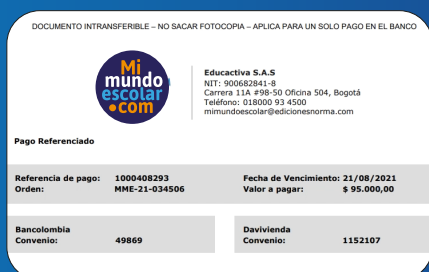 DOCUMENTO INTRANSFERIBLE – NO SACAR FOTOCOPIA – APLICA PARA UN SOLO PAGO EN EL BANCO
Mi
mundo
escolar
.com
Educactiva S.A.S
NIT: 900682841-8
Carrera 11A #98-50 Oficina 504, Bogotá
Teléfono: 018000 93 4500
mimundoescolar@edicionesnorma.com
Pago Referenciado
Referencia de pago: 1000408293 Fecha de Vencimiento: 21/08/2021
Orden: MME-21-034506 Valor a pagar: $ 95.000,00
Bancolombia Davivienda
Convenio: 49869 Convenio: 1152107